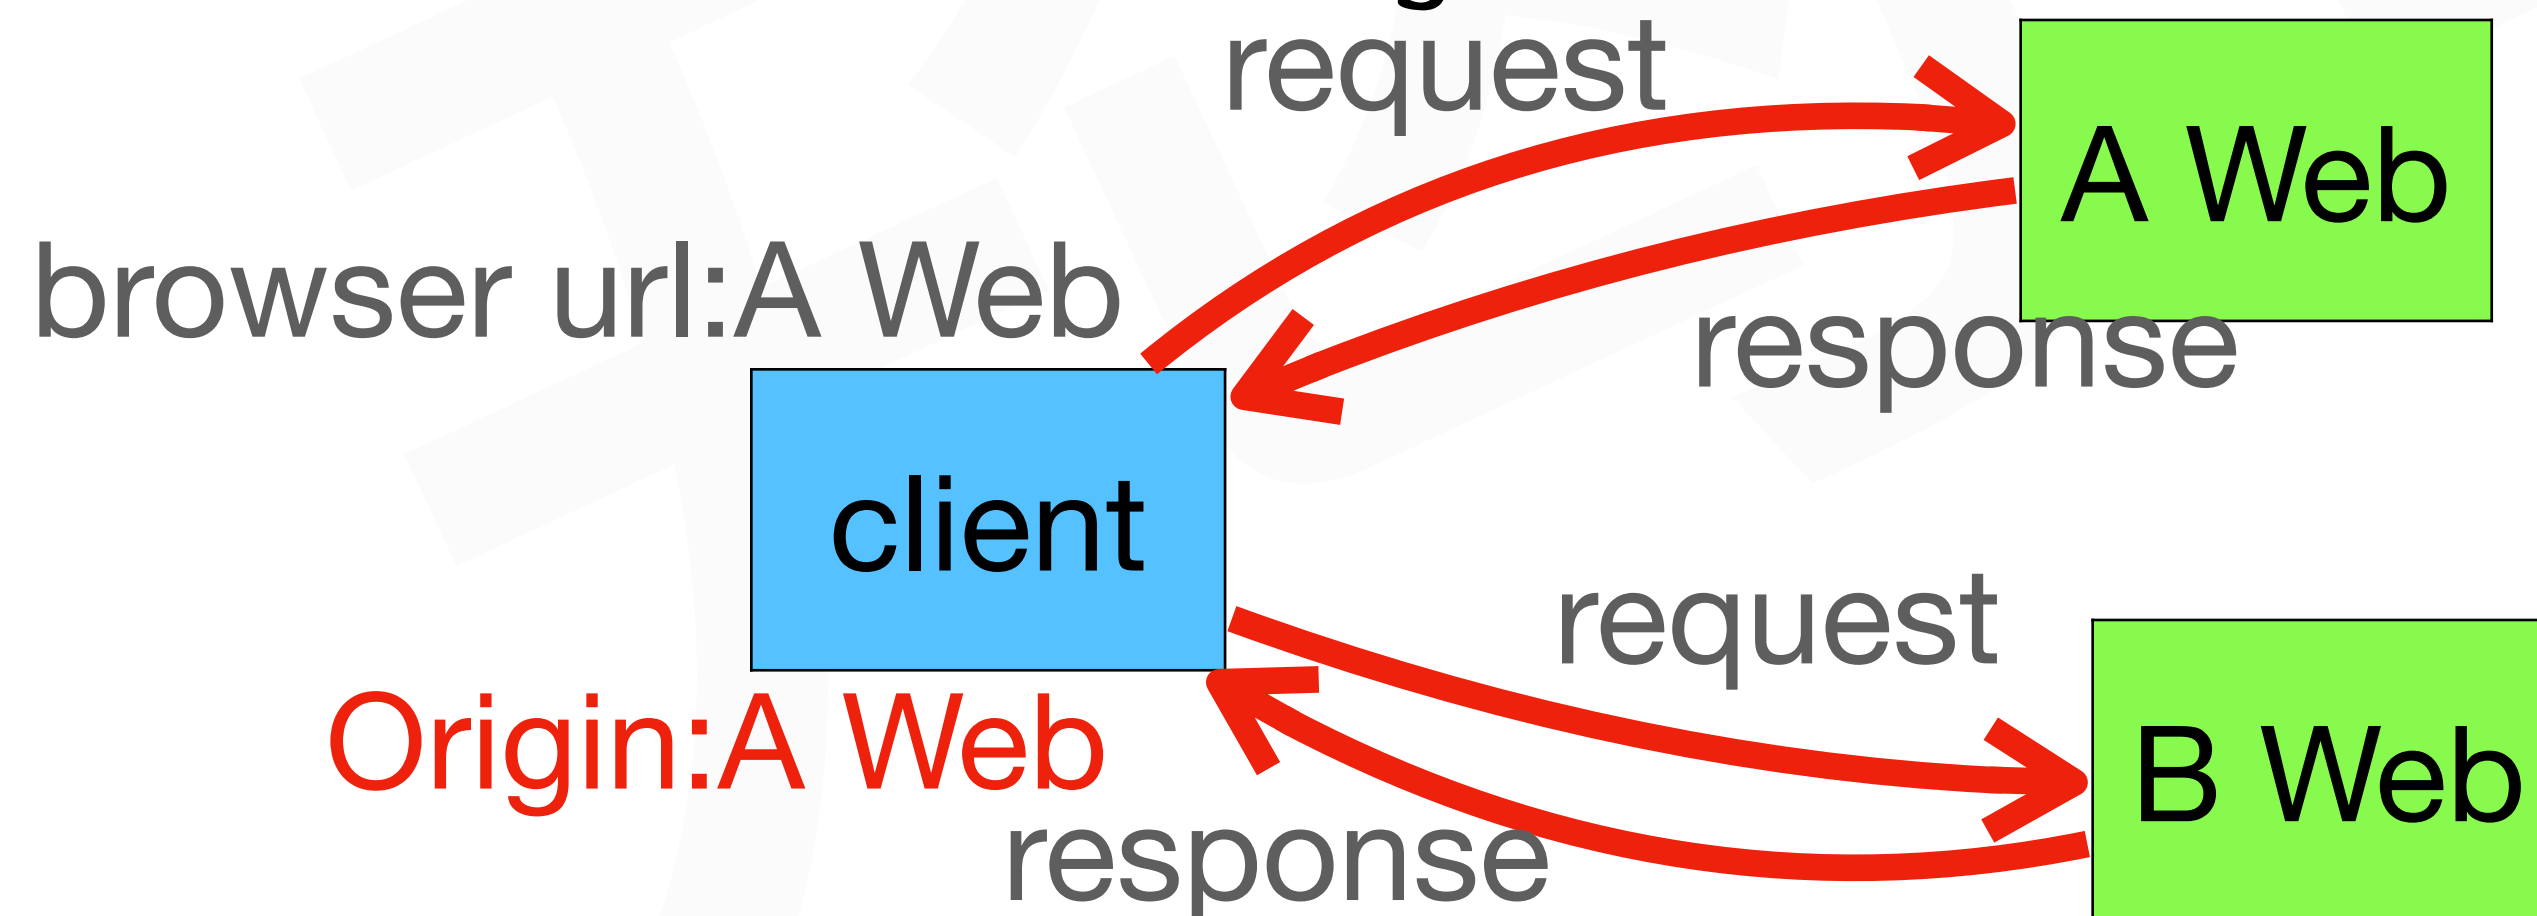 request
A Web
browser url:A Web
response
client
request
Origin:A Web
B Web
response